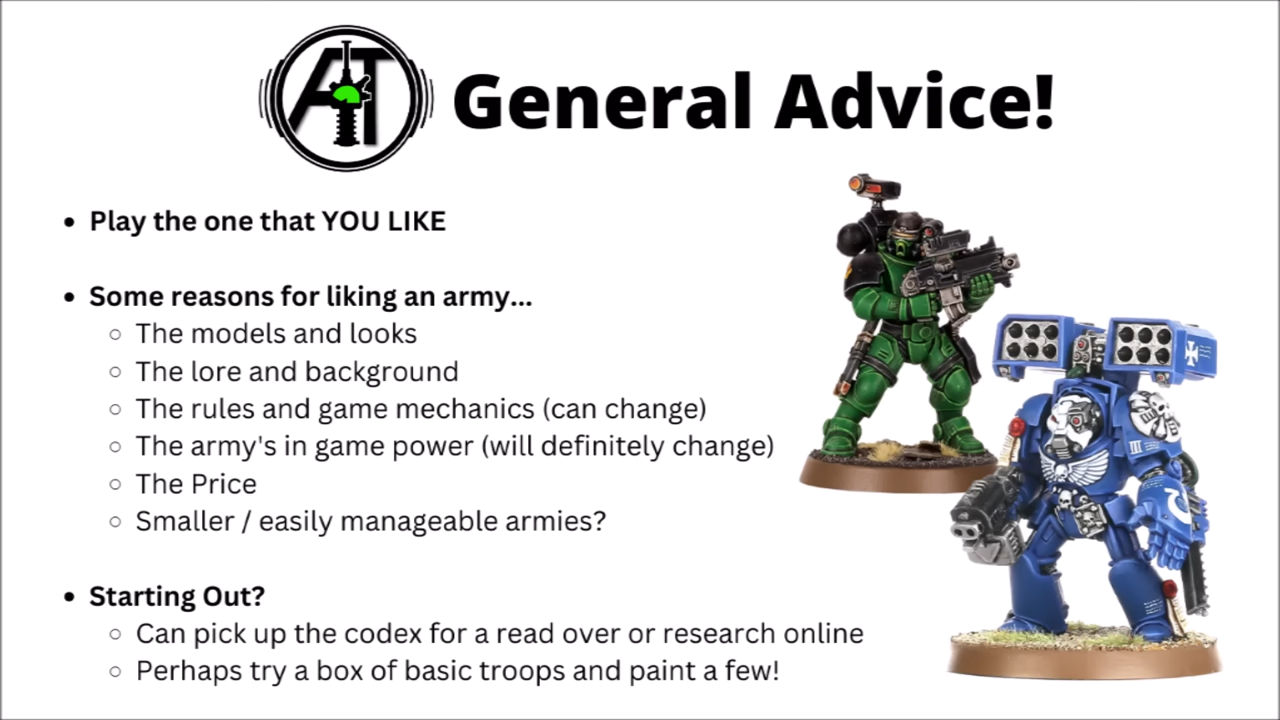 AT
General Advice!
• Play the one that YOU LIKE
• Some reasons for liking an army...
○ The models and looks
○ The lore and background
○ The rules and game mechanics (can change)
○ The army's in game power (will definitely change)
○ The Price
○ Smaller / easily manageable armies?
• Starting Out?
○ Can pick up the codex for a read over or research online
○ Perhaps try a box of basic troops and paint a few!
III